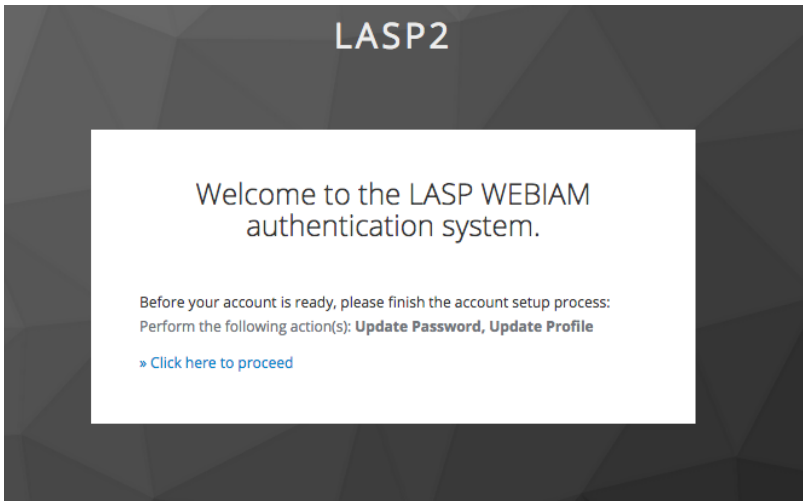 LASP2
Welcome to the LASP WEBIAM
authentication system.
Before your account is ready, please finish the account setup process:
Perform the following action(s): Update Password, Update Profile
» Click here to proceed